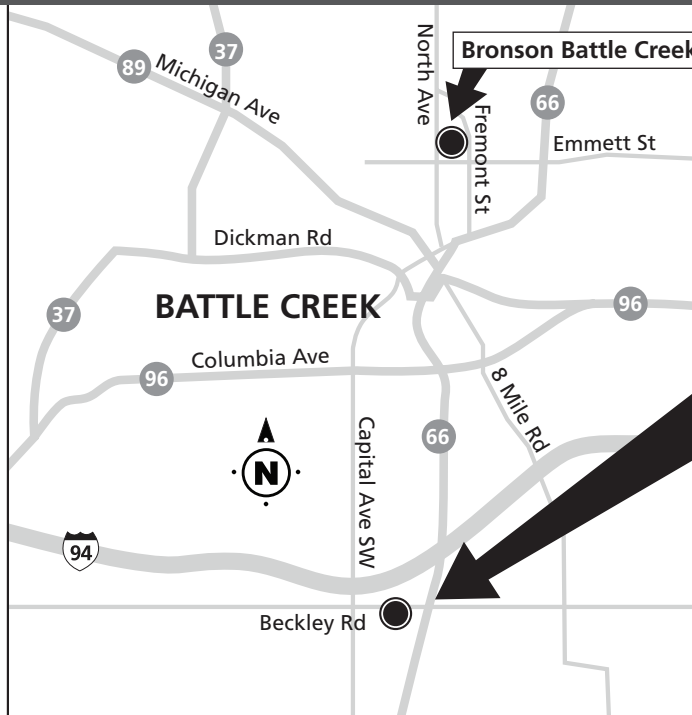 North Ave
Bronson Battle Creek
37
89
Michigan Ave
66
Fremont St
Emmett St
Dickman Rd
BATTLE CREEK
37
96
Columbia Ave
96
8 Mile Rd
Capital Ave SW
66
N
94
Beckley Rd